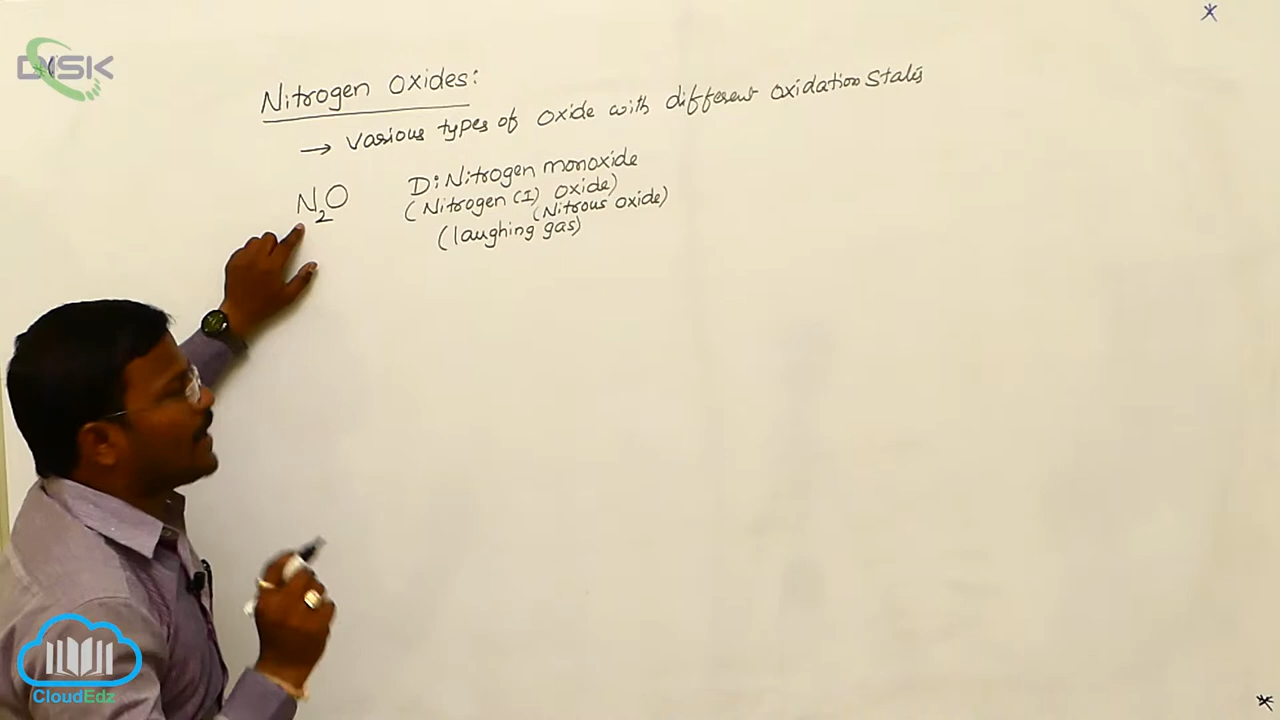 DISK
Nitrogen Oxides:
→ Various types of oxide with different oxidation States
N₂O
Di:Nitrogen monoxide
(Nitrogen (I) oxide)
(Nitrous oxide)
(laughing gas)
CloudEdz